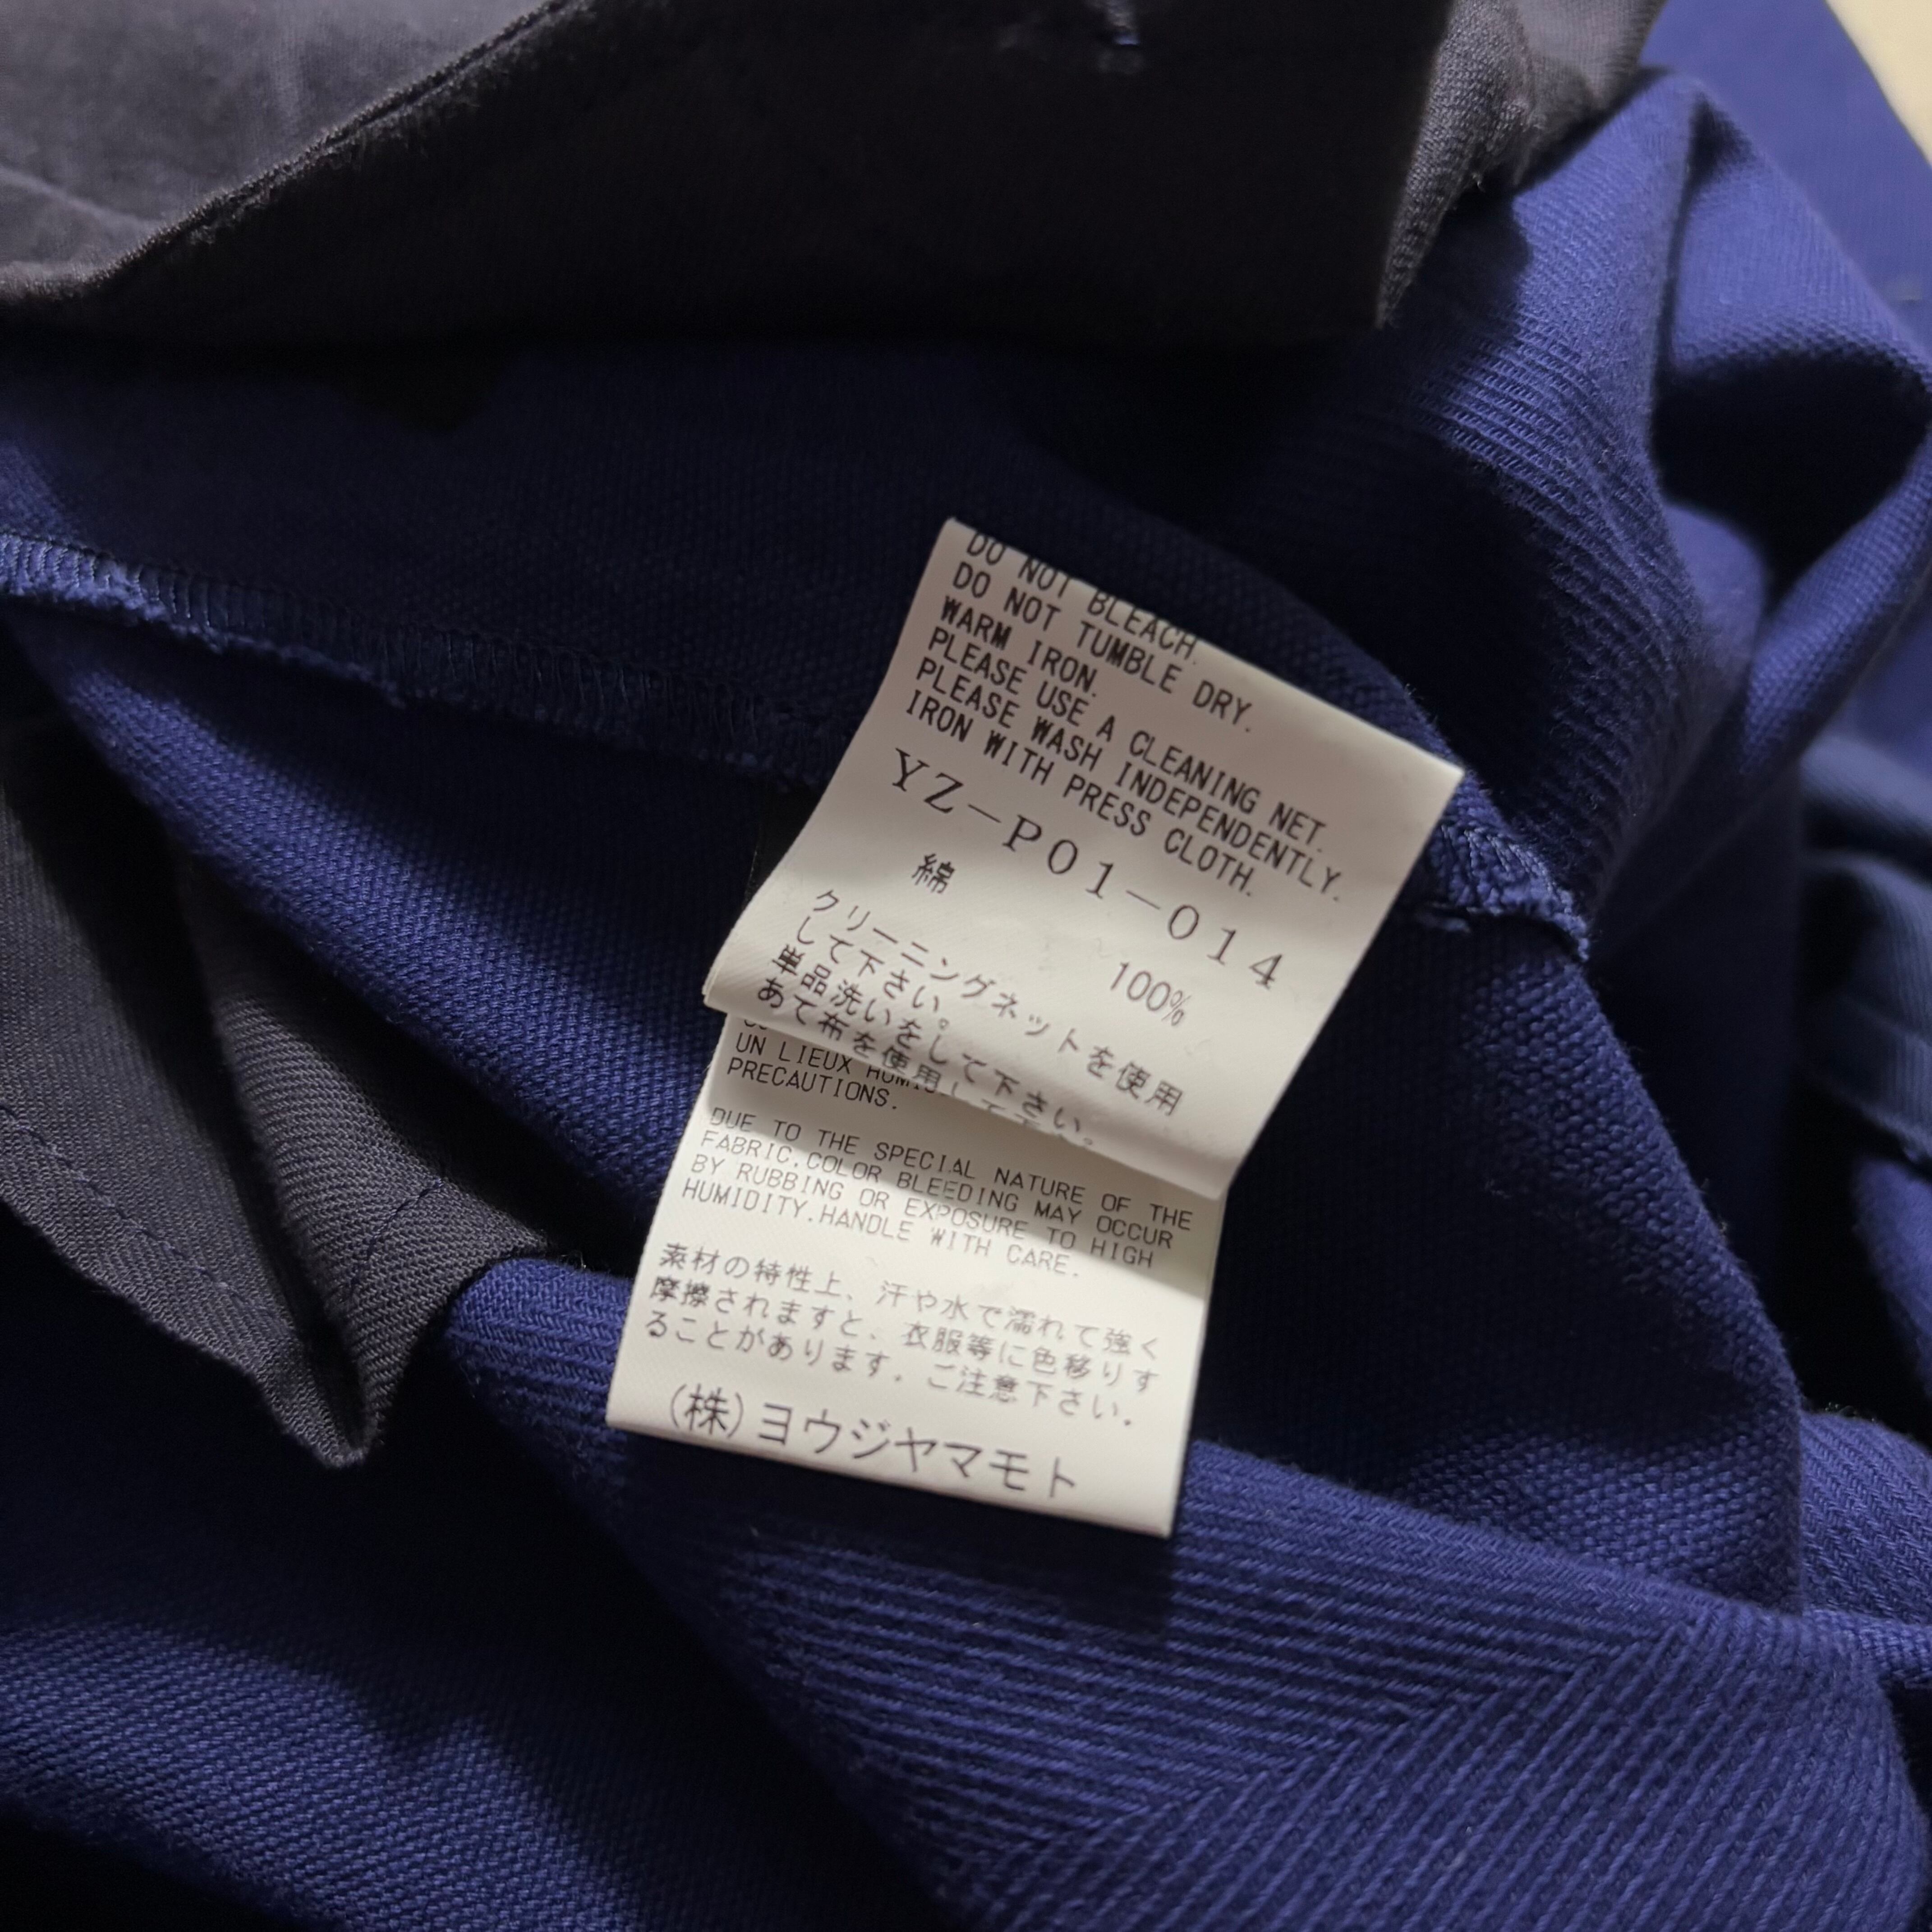 DO NOT BLEACH.
DO NOT TUMBLE DRY.
WARM IRON.
PLEASE USE A CLEANING NET.
PLEASE WASH INDEPENDENTLY.
IRON WITH PRESS CLOTH.
YZ-P01-014
綿 100%
クリーニングネットを使用
して下さい。
単品洗いをして下さい。
あて布を使用して下
UN LIEUX HUMI
PRECAUTIONS.
DUE TO THE SPECIAL NATURE OF THE
FABRIC,COLOR BLEEDING MAY OCCUR
BY RUBBING OR EXPOSURE TO HIGH
HUMIDITY.HANDLE WITH CARE.
素材の特性上、汗や水で濡れて強く
摩擦されますと、衣服等に色移りす
ることがあります。ご注意下さい。
(株)ヨウジヤマモト